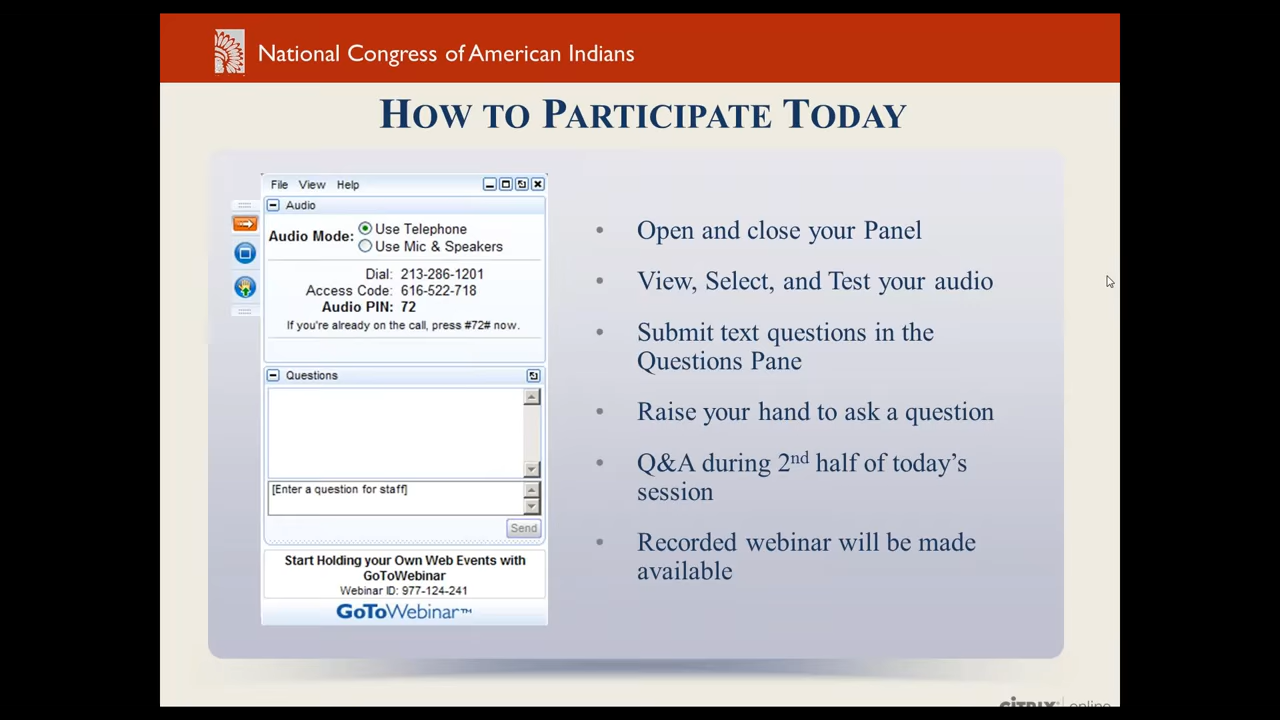 National Congress of American Indians
HOW TO PARTICIPATE TODAY
File View Help
Audio
Audio Mode: Use Telephone
Use Mic & Speakers
Dial: 213-286-1201
Access Code: 616-522-718
Audio PIN: 72
If you're already on the call, press #72# now.
Questions
[Enter a question for staff]
Send
Start Holding your Own Web Events with
GoToWebinar
Webinar ID: 977-124-241
GoToWebinar™
• Open and close your Panel
• View, Select, and Test your audio
• Submit text questions in the
Questions Pane
• Raise your hand to ask a question
• Q&A during 2nd half of today's
session
• Recorded webinar will be made
available
CITRIX online